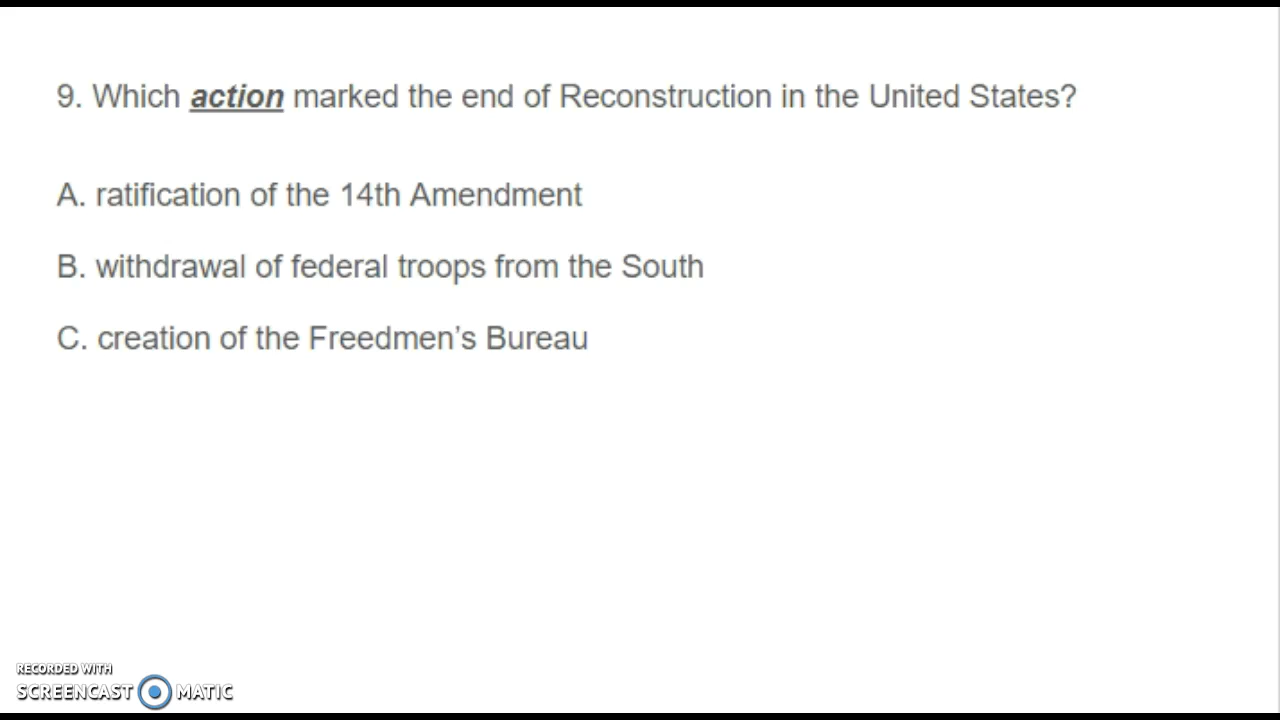 9. Which action marked the end of Reconstruction in the United States?
A. ratification of the 14th Amendment
B. withdrawal of federal troops from the South
C. creation of the Freedmen’s Bureau
RECORDED WITH
SCREENCAST MATIC